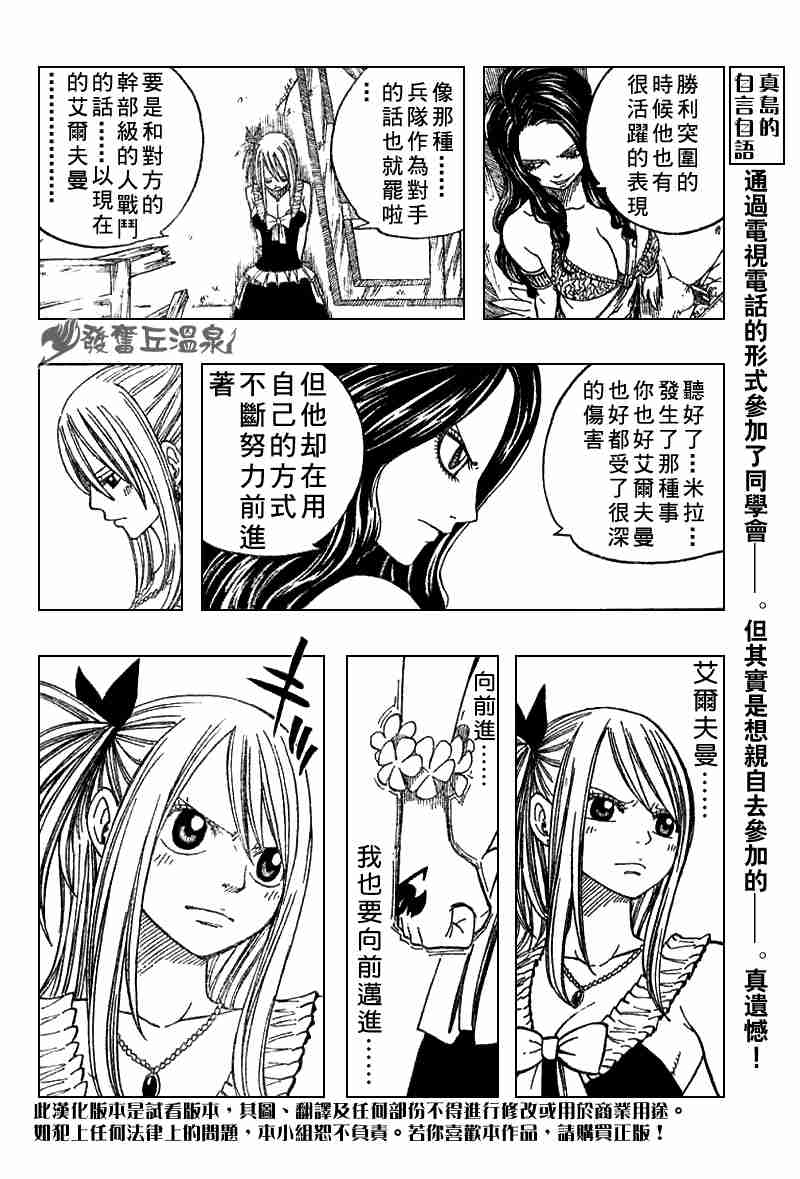 真島的
自言自語
通過電視電話的形式參加了同學會——。但其實是想親自去參加的——。真遺憾！
勝利突圍的
時候他也有
很活躍的表現
像那種……
兵隊作為對手
的話也就罷啦
……
要是和對方的
幹部級的人戰鬥
的話……以現在
的艾爾夫曼
……………
發奮丘溫泉
聽好了…米拉…
發生了那種事
你也好艾爾夫曼
也好都受了很深
的傷害
但他却在用
自己的方式
不斷努力前進
著
艾爾夫曼……
向前進……
我也要向前邁進……
此漢化版本是試看版本，其圖、翻譯及任何部份不得進行修改或用於商業用途。
如犯上任何法律上的問題，本小組恕不負責。若你喜歡本作品，請購買正版！